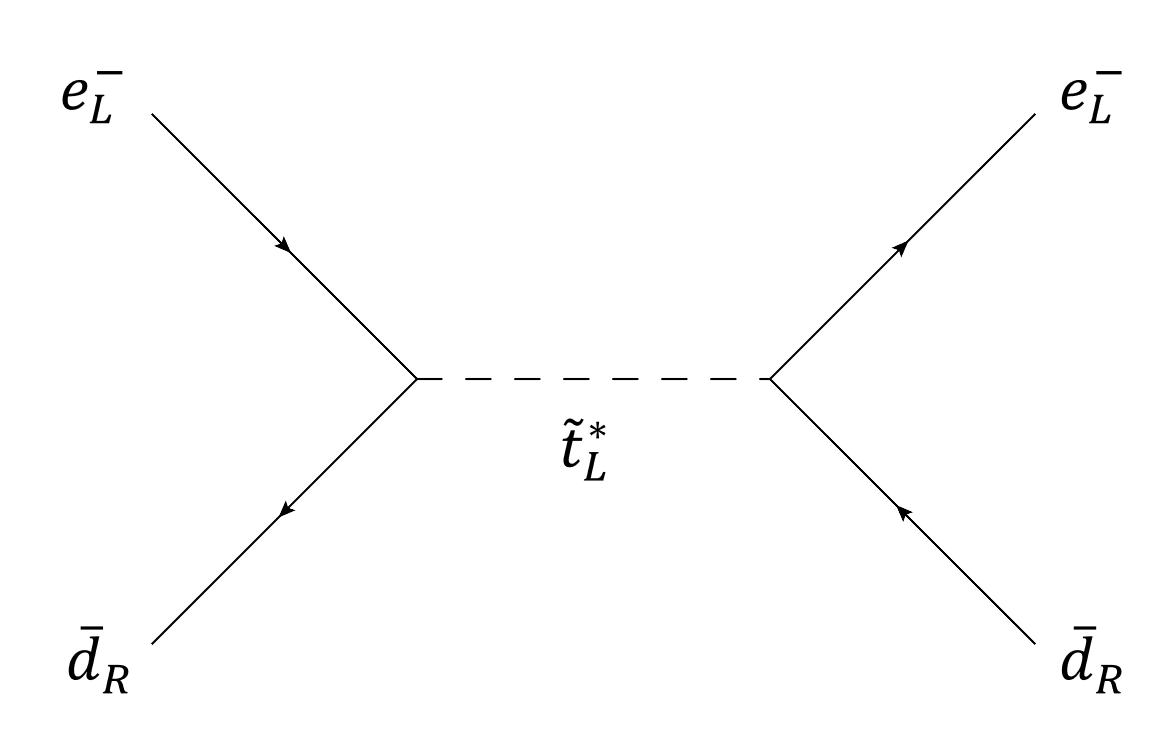 e_L^- e_L^-
t̃_L^*
d̄_R d̄_R